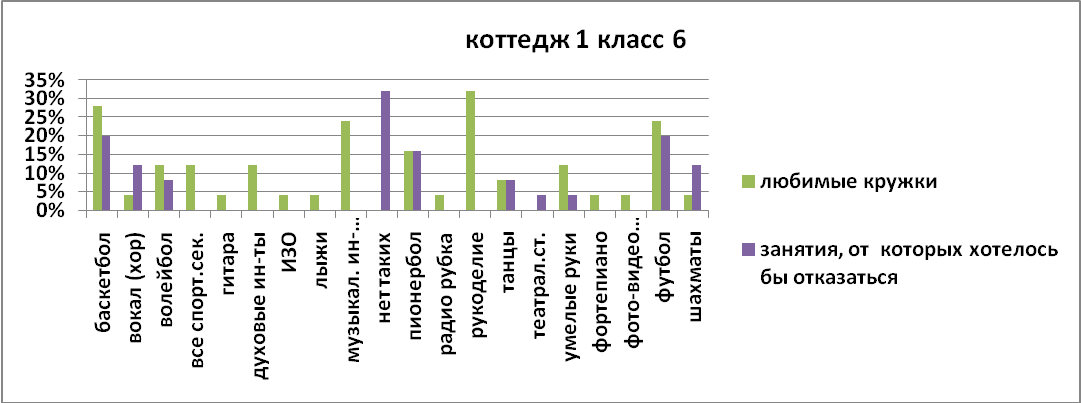 коттедж 1 класс 6
35%
30%
25%
20%
15%
10%
5%
0%
баскетбол
вокал (хор)
волейбол
все спорт.сек.
гитара
духовые ин-ты
ИЗО
лыжи
музыкал. ин-...
нет таких
пионербол
радио рубка
рукоделие
танцы
театрал.ст.
умелые руки
фортепиано
фото-видео...
футбол
шахматы
любимые кружки
занятия, от которых хотелось
бы отказаться